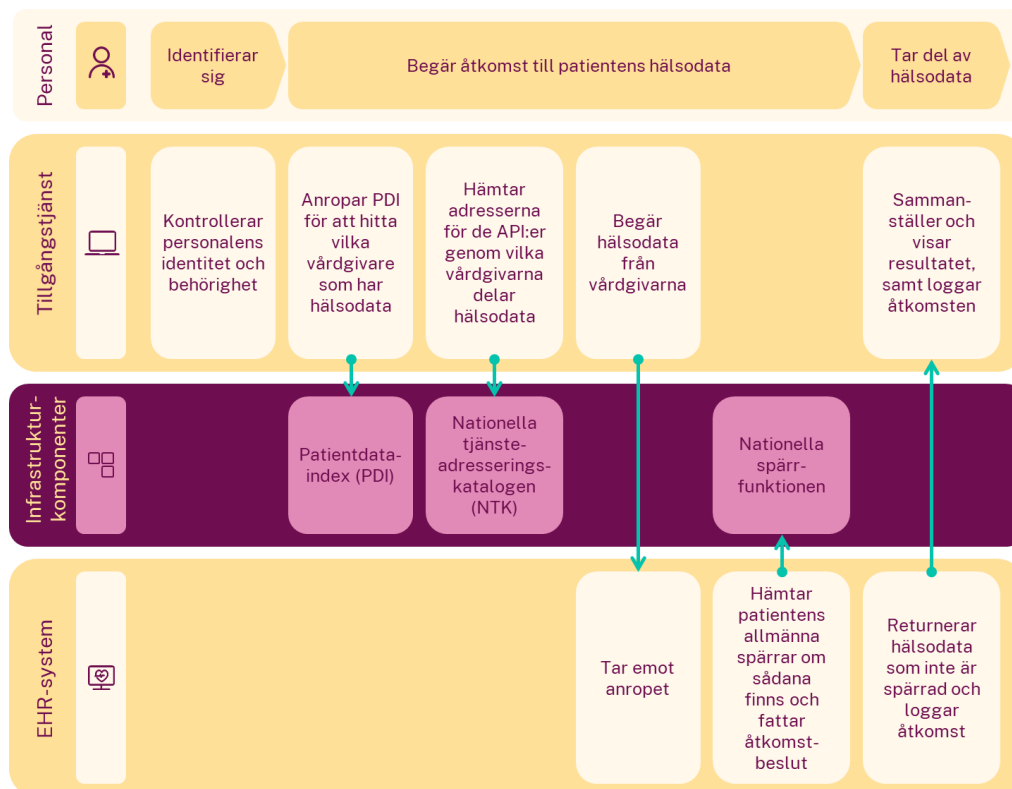 Personal
Identifierar
sig
Begär åtkomst till patientens hälsodata
Tar del av
hälsodata
Tillgångstjänst
Kontrollerar
personalens
identitet och
behörighet
Anropar PDI
för att hitta
vilka
vårdgivare
som har
hälsodata
Hämtar
adresserna
för de API:er
genom vilka
vårdgivarna
delar
hälsodata
Begär
hälsodata
från
vårdgivarna
Samman-
ställer och
visar
resultatet,
samt loggar
åtkomsten
Infrastruktur-
komponenter
Patientdata-
index (PDI)
Nationella
tjänste-
adresserings-
katalogen
(NTK)
Nationella
spärr-
funktionen
EHR-system
Tar emot
anropet
Hämtar
patientens
allmänna
spärrar om
sådana
finns och
fattar
åtkomst-
beslut
Returnerar
hälsodata
som inte är
spärrad och
loggar
åtkomst